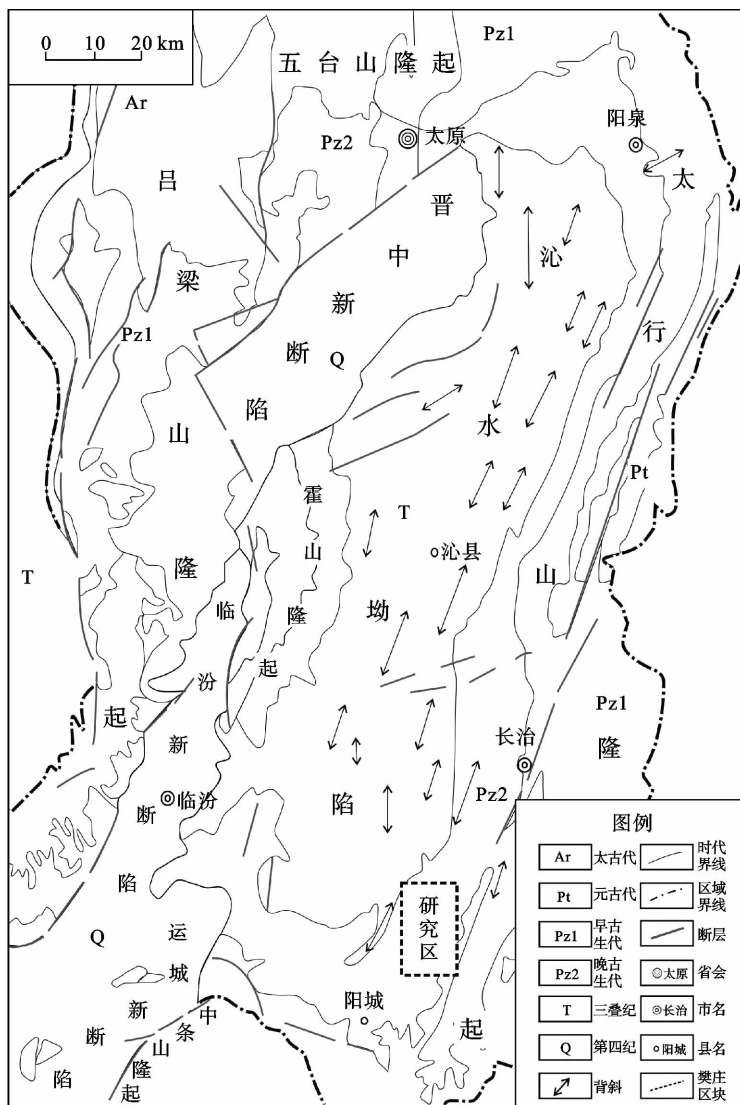 0 10 20 km
五台山隆起
Pz1
Ar
Pz2
太原
阳泉
吕梁山隆起
太行山隆起
晋中新断陷
沁水坳陷
Q
Pz1
Pt
霍山隆起
T
沁县
T
临汾新断陷
临汾
Pz1
长治
Pz2
研究区
Q
运城新断陷
阳城
中条山隆起
图例
Ar 太古代
时代界线
Pt 元古代
区域界线
Pz1 早古生代
断层
Pz2 晚古生代
太原 省会
T 三叠纪
长治 市名
Q 第四纪
阳城 县名
背斜
樊庄区块